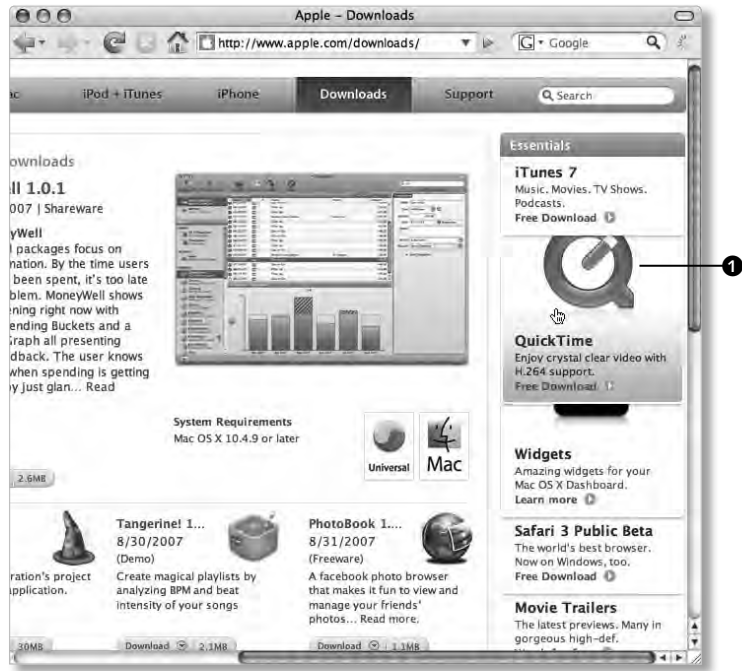 Apple – Downloads
http://www.apple.com/downloads/
G Google
iPod + iTunes
iPhone
Downloads
Support
Search
ownloads
ll 1.0.1
007 | Shareware
yWell
l packages focus on
mation. By the time users
been spent, it's too late
blem. MoneyWell shows
ening right now with
ending Buckets and a
Graph all presenting
dback. The user knows
when spending is getting
y just glan... Read
2.6MB
System Requirements
Mac OS X 10.4.9 or later
Universal
Mac
ration's project
pplication.
30MB
Tangerine! 1...
8/30/2007
(Demo)
Create magical playlists by
analyzing BPM and beat
intensity of your songs
Download
2.1MB
PhotoBook 1....
8/31/2007
(Freeware)
A facebook photo browser
that makes it fun to view and
manage your friends'
photos... Read more.
Download
1.1MB
Essentials
iTunes 7
Music. Movies. TV Shows.
Podcasts.
Free Download
QuickTime
Enjoy crystal clear video with
H.264 support.
Free Download
Widgets
Amazing widgets for your
Mac OS X Dashboard.
Learn more
Safari 3 Public Beta
The world's best browser.
Now on Windows, too.
Free Download
Movie Trailers
The latest previews. Many in
gorgeous high-def.
1